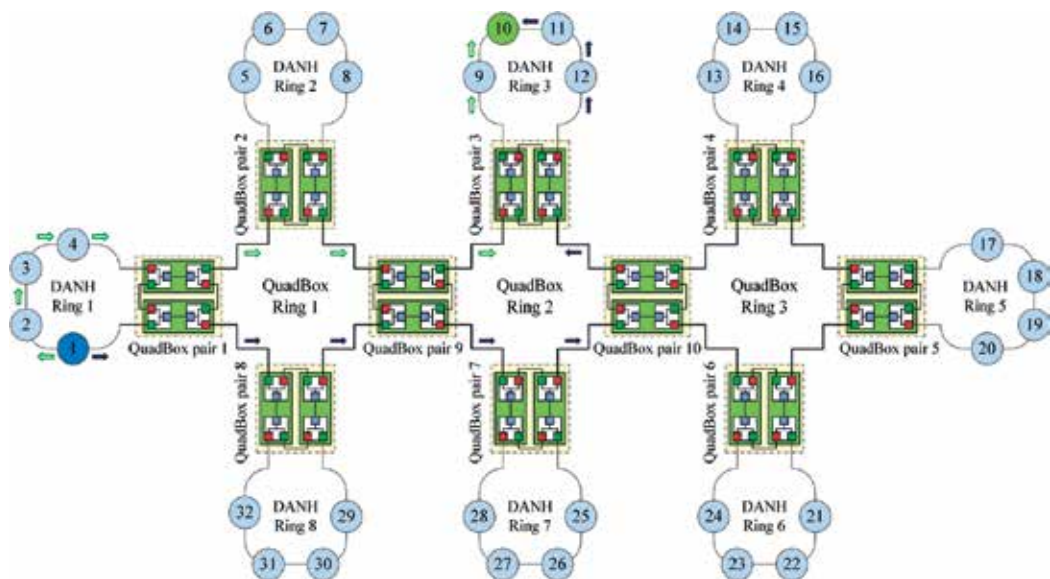 6
7
5
DANH
Ring 2
8
10
11
9
DANH
Ring 3
12
14
15
13
DANH
Ring 4
16
QuadBox pair 2
QuadBox pair 3
QuadBox pair 4
4
3
DANH
Ring 1
2
1
QuadBox pair 1
QuadBox
Ring 1
QuadBox pair 9
QuadBox
Ring 2
QuadBox pair 10
QuadBox
Ring 3
QuadBox pair 5
17
18
DANH
Ring 5
19
20
QuadBox pair 8
QuadBox pair 7
QuadBox pair 6
32
DANH
Ring 8
29
31
30
28
DANH
Ring 7
25
27
26
24
DANH
Ring 6
21
23
22